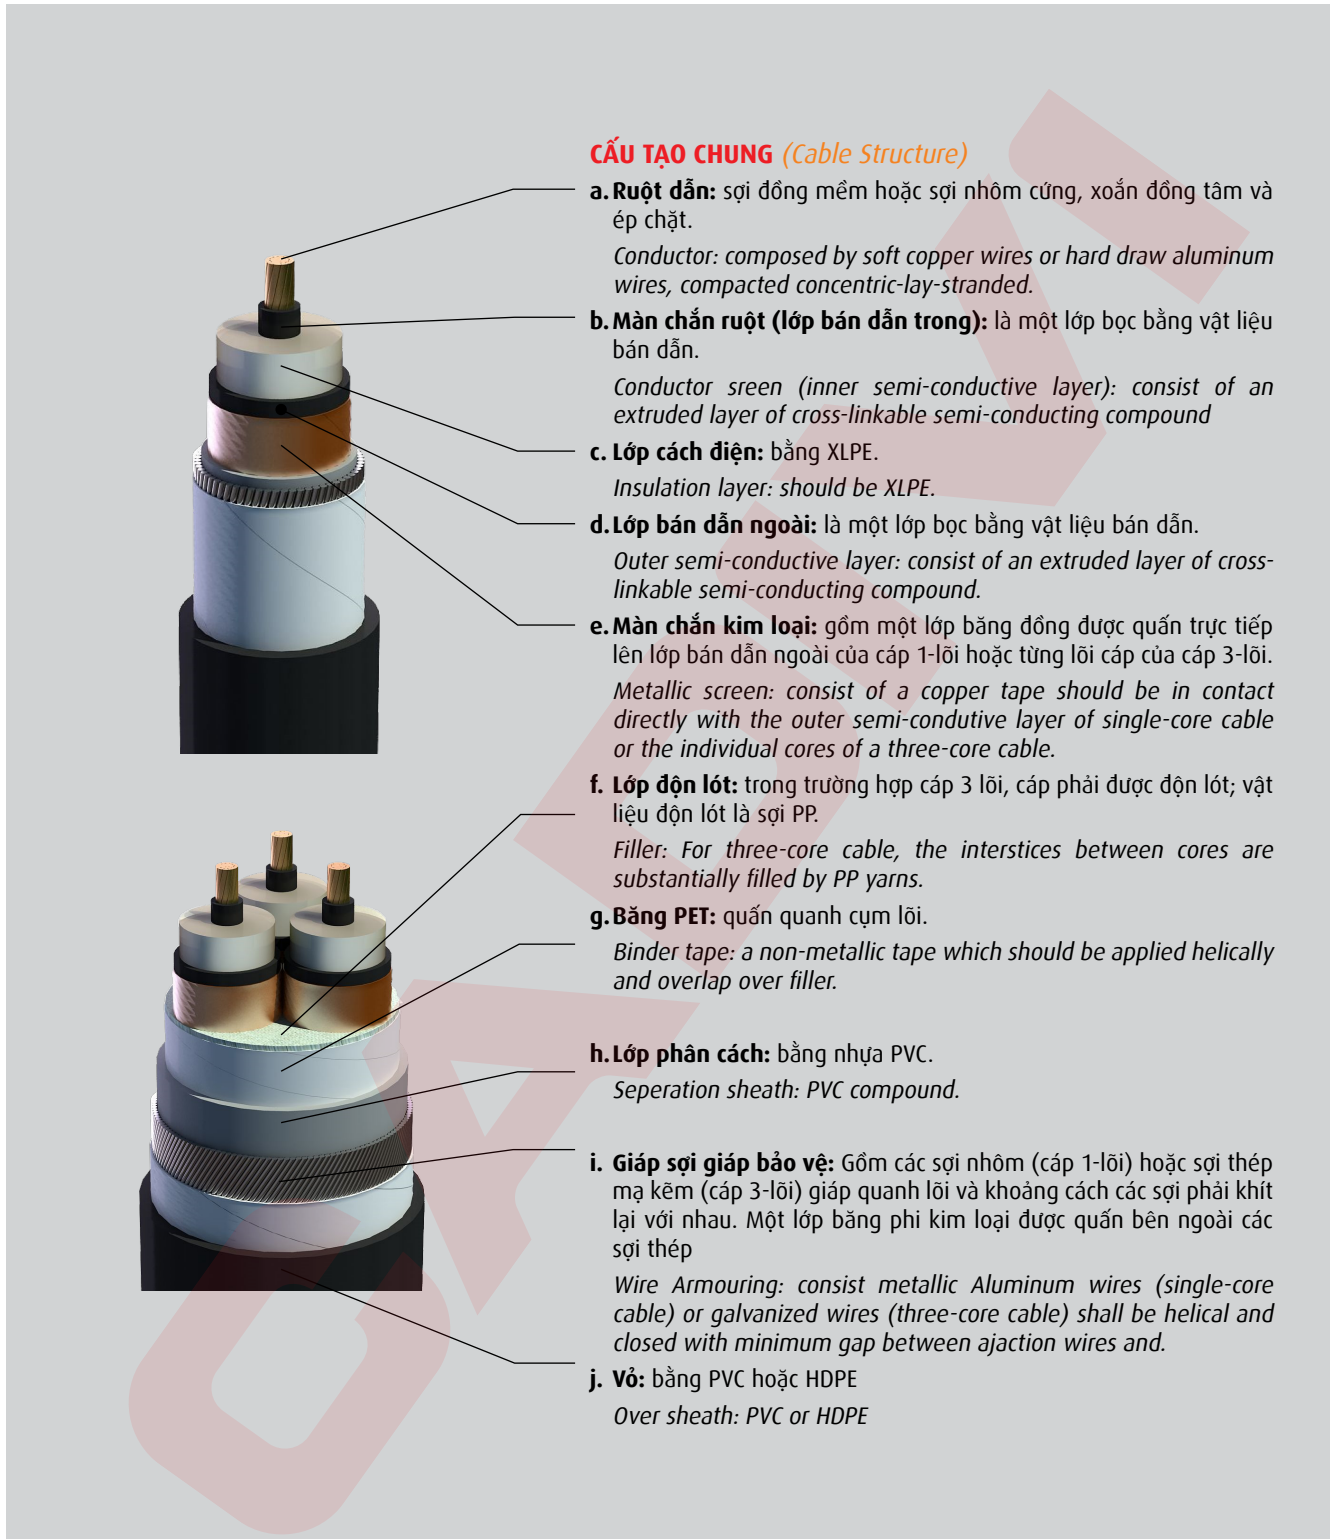 CẤU TẠO CHUNG (Cable Structure)
a. Ruột dẫn: sợi đồng mềm hoặc sợi nhôm cứng, xoắn đồng tâm và
ép chặt.
Conductor: composed by soft copper wires or hard draw aluminum
wires, compacted concentric-lay-stranded.
b. Màn chắn ruột (lớp bán dẫn trong): là một lớp bọc bằng vật liệu
bán dẫn.
Conductor sreen (inner semi-conductive layer): consist of an
extruded layer of cross-linkable semi-conducting compound
c. Lớp cách điện: bằng XLPE.
Insulation layer: should be XLPE.
d. Lớp bán dẫn ngoài: là một lớp bọc bằng vật liệu bán dẫn.
Outer semi-conductive layer: consist of an extruded layer of cross-
linkable semi-conducting compound.
e. Màn chắn kim loại: gồm một lớp băng đồng được quấn trực tiếp
lên lớp bán dẫn ngoài của cáp 1-lõi hoặc từng lõi cáp của cáp 3-lõi.
Metallic screen: consist of a copper tape should be in contact
directly with the outer semi-condutive layer of single-core cable
or the individual cores of a three-core cable.
f. Lớp độn lót: trong trường hợp cáp 3 lõi, cáp phải được độn lót; vật
liệu độn lót là sợi PP.
Filler: For three-core cable, the interstices between cores are
substantially filled by PP yarns.
g. Băng PET: quấn quanh cụm lõi.
Binder tape: a non-metallic tape which should be applied helically
and overlap over filler.
h. Lớp phân cách: bằng nhựa PVC.
Seperation sheath: PVC compound.
i. Giáp sợi giáp bảo vệ: Gồm các sợi nhôm (cáp 1-lõi) hoặc sợi thép
mạ kẽm (cáp 3-lõi) giáp quanh lõi và khoảng cách các sợi phải khít
lại với nhau. Một lớp băng phi kim loại được quấn bên ngoài các
sợi thép
Wire Armouring: consist metallic Aluminum wires (single-core
cable) or galvanized wires (three-core cable) shall be helical and
closed with minimum gap between ajaction wires and.
j. Vỏ: bằng PVC hoặc HDPE
Over sheath: PVC or HDPE
CADIVI